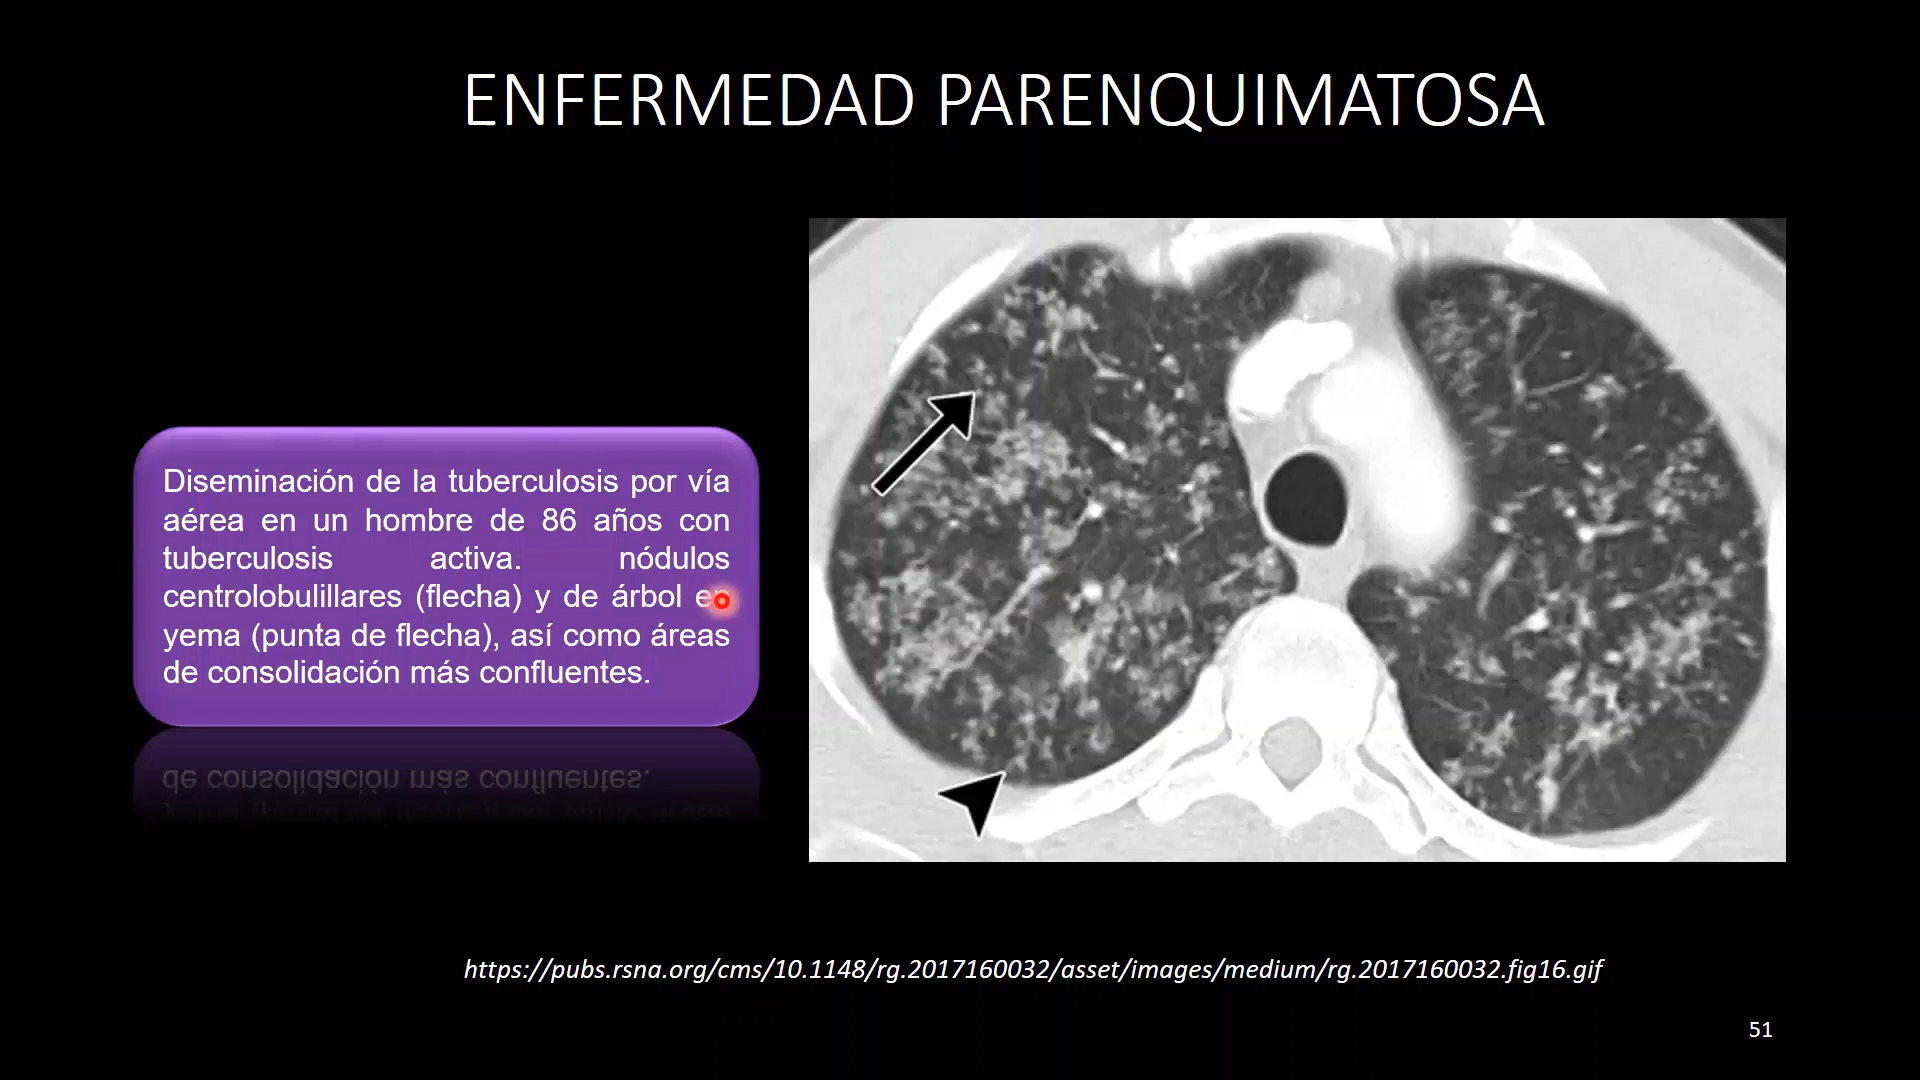 ENFERMEDAD PARENQUIMATOSA
Diseminación de la tuberculosis por vía
aérea en un hombre de 86 años con
tuberculosis activa. nódulos
centrolobulillares (flecha) y de árbol en
yema (punta de flecha), así como áreas
de consolidación más confluentes.
https://pubs.rsna.org/cms/10.1148/rg.2017160032/asset/images/medium/rg.2017160032.fig16.gif
51